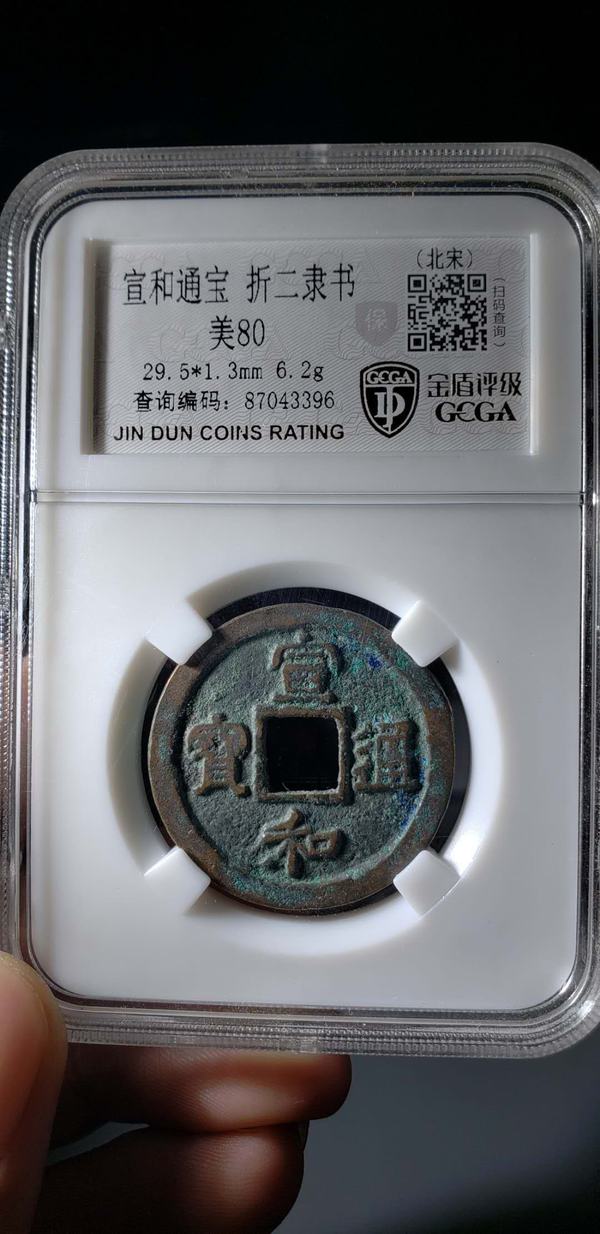 (北宋)
宣和通宝 折二隶书
美80
29.5*1.3mm 6.2g
查询编码: 87043396
JIN DUN COINS RATING
保
(扫码查询)
GCGA
金盾评级
GCGA
宣
和
通
寶